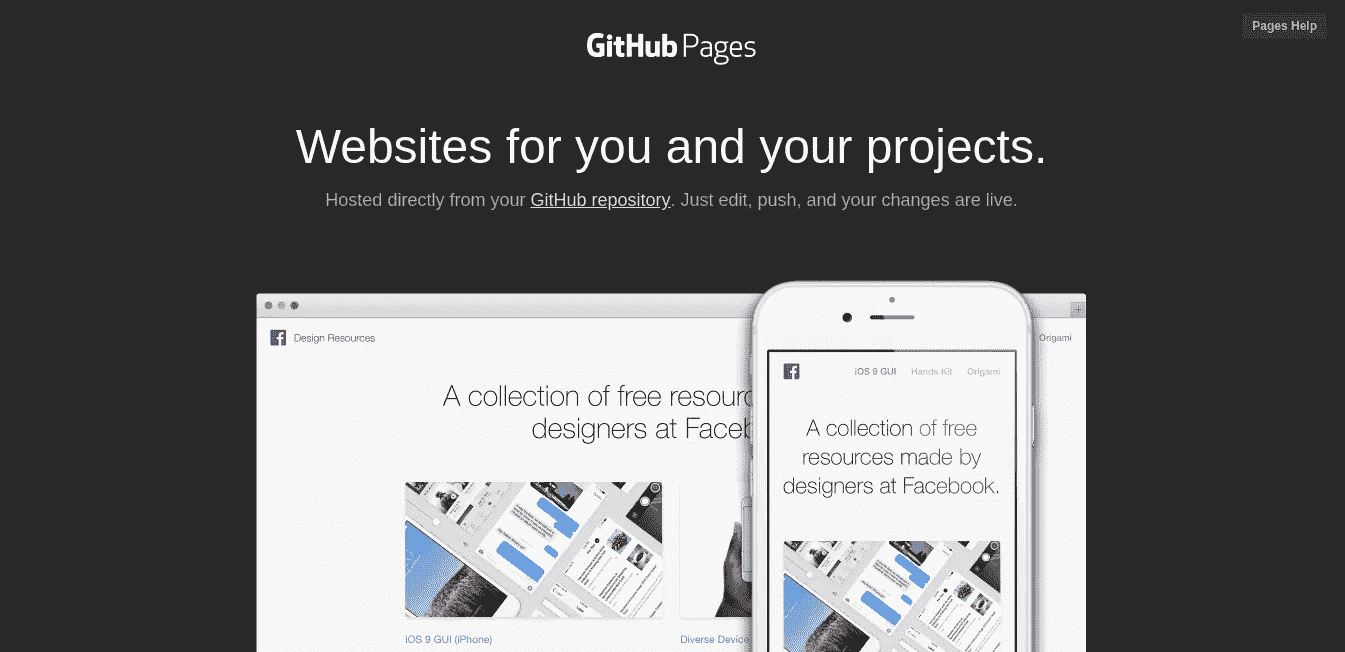 Pages Help
GitHub Pages
Websites for you and your projects.
Hosted directly from your GitHub repository. Just edit, push, and your changes are live.
Design Resources
Origami
A collection of free
designers at
iOS 9 GUI (iPhone)
Diverse Device
iOS 9 GUI Hands Kit Origami
A collection of free
resources made by
designers at Facebook.